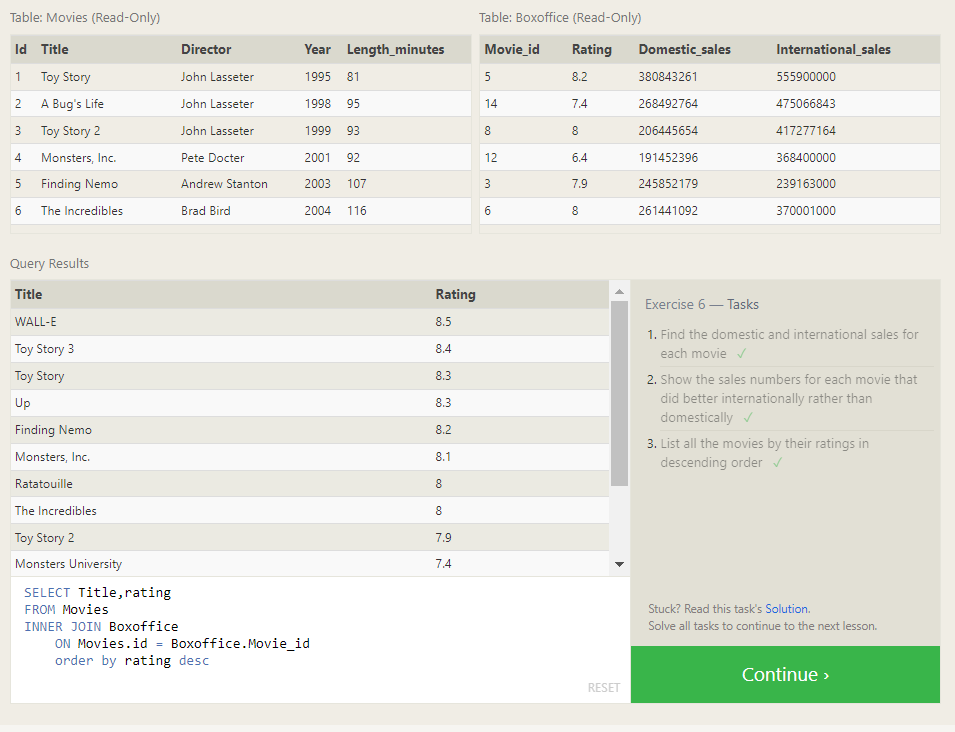 Table: Movies (Read-Only)
Id Title Director Year Length_minutes
1 Toy Story John Lasseter 1995 81
2 A Bug's Life John Lasseter 1998 95
3 Toy Story 2 John Lasseter 1999 93
4 Monsters, Inc. Pete Docter 2001 92
5 Finding Nemo Andrew Stanton 2003 107
6 The Incredibles Brad Bird 2004 116
Table: Boxoffice (Read-Only)
Movie_id Rating Domestic_sales International_sales
5 8.2 380843261 555900000
14 7.4 268492764 475066843
8 8 206445654 417277164
12 6.4 191452396 368400000
3 7.9 245852179 239163000
6 8 261441092 370001000
Query Results
Title Rating
WALL-E 8.5
Toy Story 3 8.4
Toy Story 8.3
Up 8.3
Finding Nemo 8.2
Monsters, Inc. 8.1
Ratatouille 8
The Incredibles 8
Toy Story 2 7.9
Monsters University 7.4
SELECT Title,rating
FROM Movies
INNER JOIN Boxoffice
ON Movies.id = Boxoffice.Movie_id
order by rating desc
RESET
Exercise 6 — Tasks
1. Find the domestic and international sales for
each movie ✓
2. Show the sales numbers for each movie that
did better internationally rather than
domestically ✓
3. List all the movies by their ratings in
descending order ✓
Stuck? Read this task's Solution.
Solve all tasks to continue to the next lesson.
Continue ›